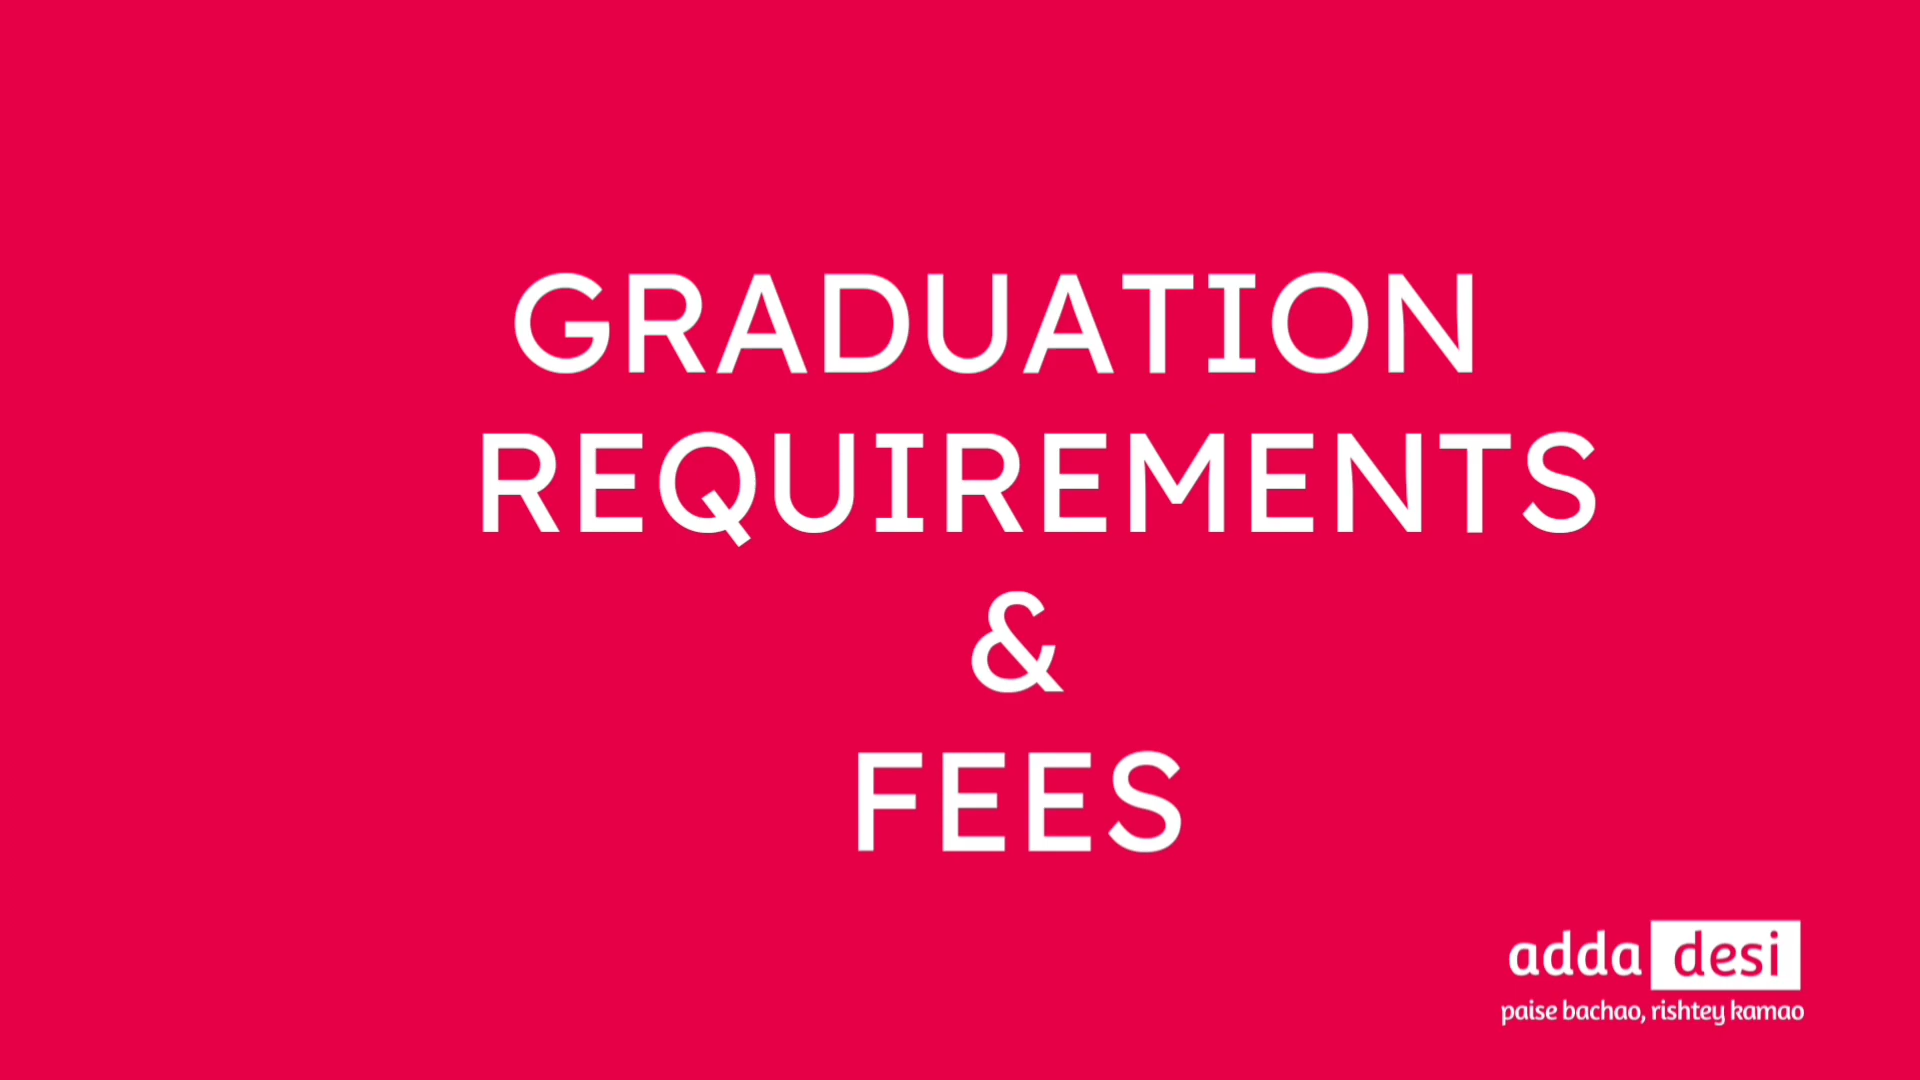 GRADUATION
REQUIREMENTS
&
FEES
adda desi
paise bachao, rishtey kamao